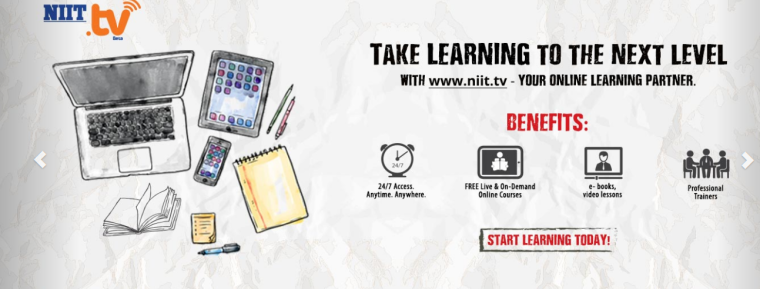 NIIT
.tv
Beta
TAKE LEARNING TO THE NEXT LEVEL
WITH www.niit.tv - YOUR ONLINE LEARNING PARTNER.
BENEFITS:
24/7
24/7 Access.
Anytime. Anywhere.
FREE Live & On-Demand
Online Courses
e- books,
video lessons
Professional
Trainers
START LEARNING TODAY!